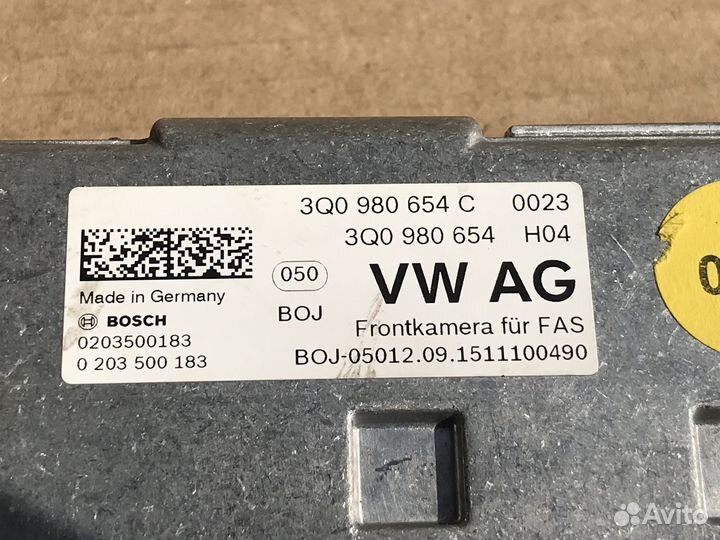 3Q0 980 654 C 0023
3Q0 980 654 H04
050
VW AG
Made in Germany
BOJ
BOSCH
Frontkamera für FAS
0203500183
0 203 500 183
BOJ-05012.09.1511100490
0
Avito